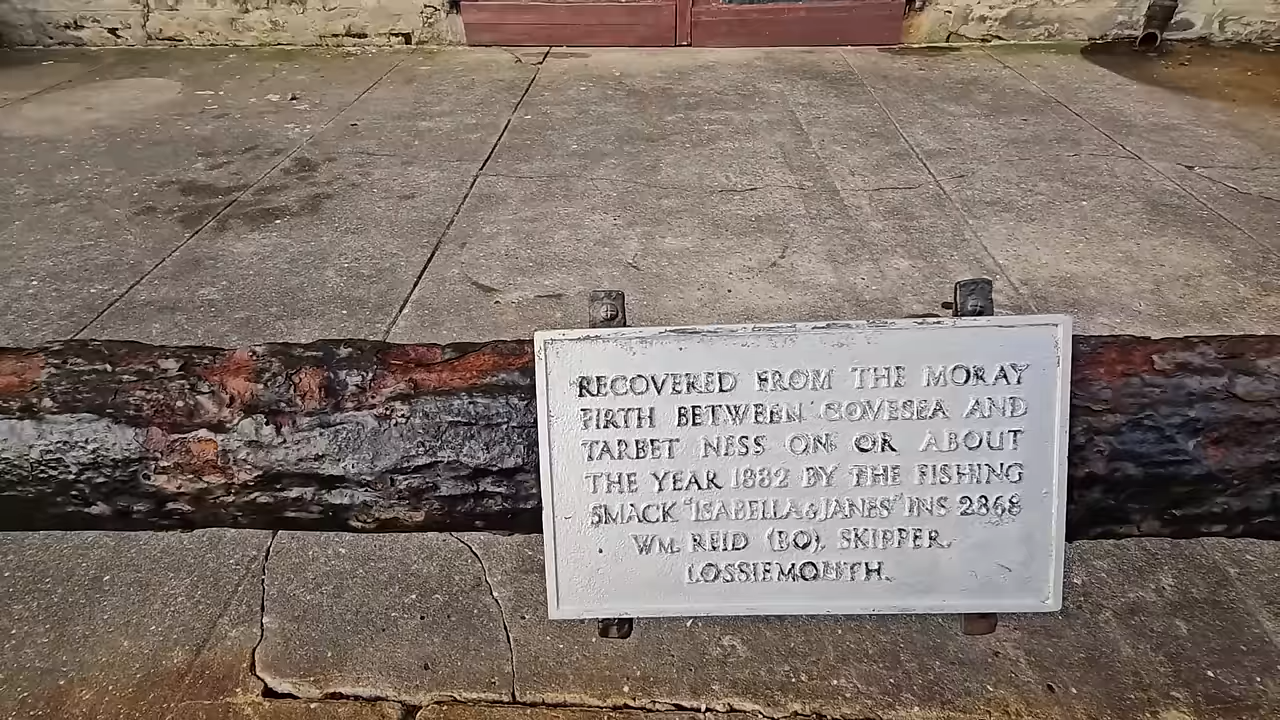 RECOVERED FROM THE MORAY
FIRTH BETWEEN COVESEA AND
TARBET NESS ON OR ABOUT
THE YEAR 1882 BY THE FISHING
SMACK "ISABELLA & JANES" INS 2868
WM. REID (BO). SKIPPER.
LOSSIEMOUTH.